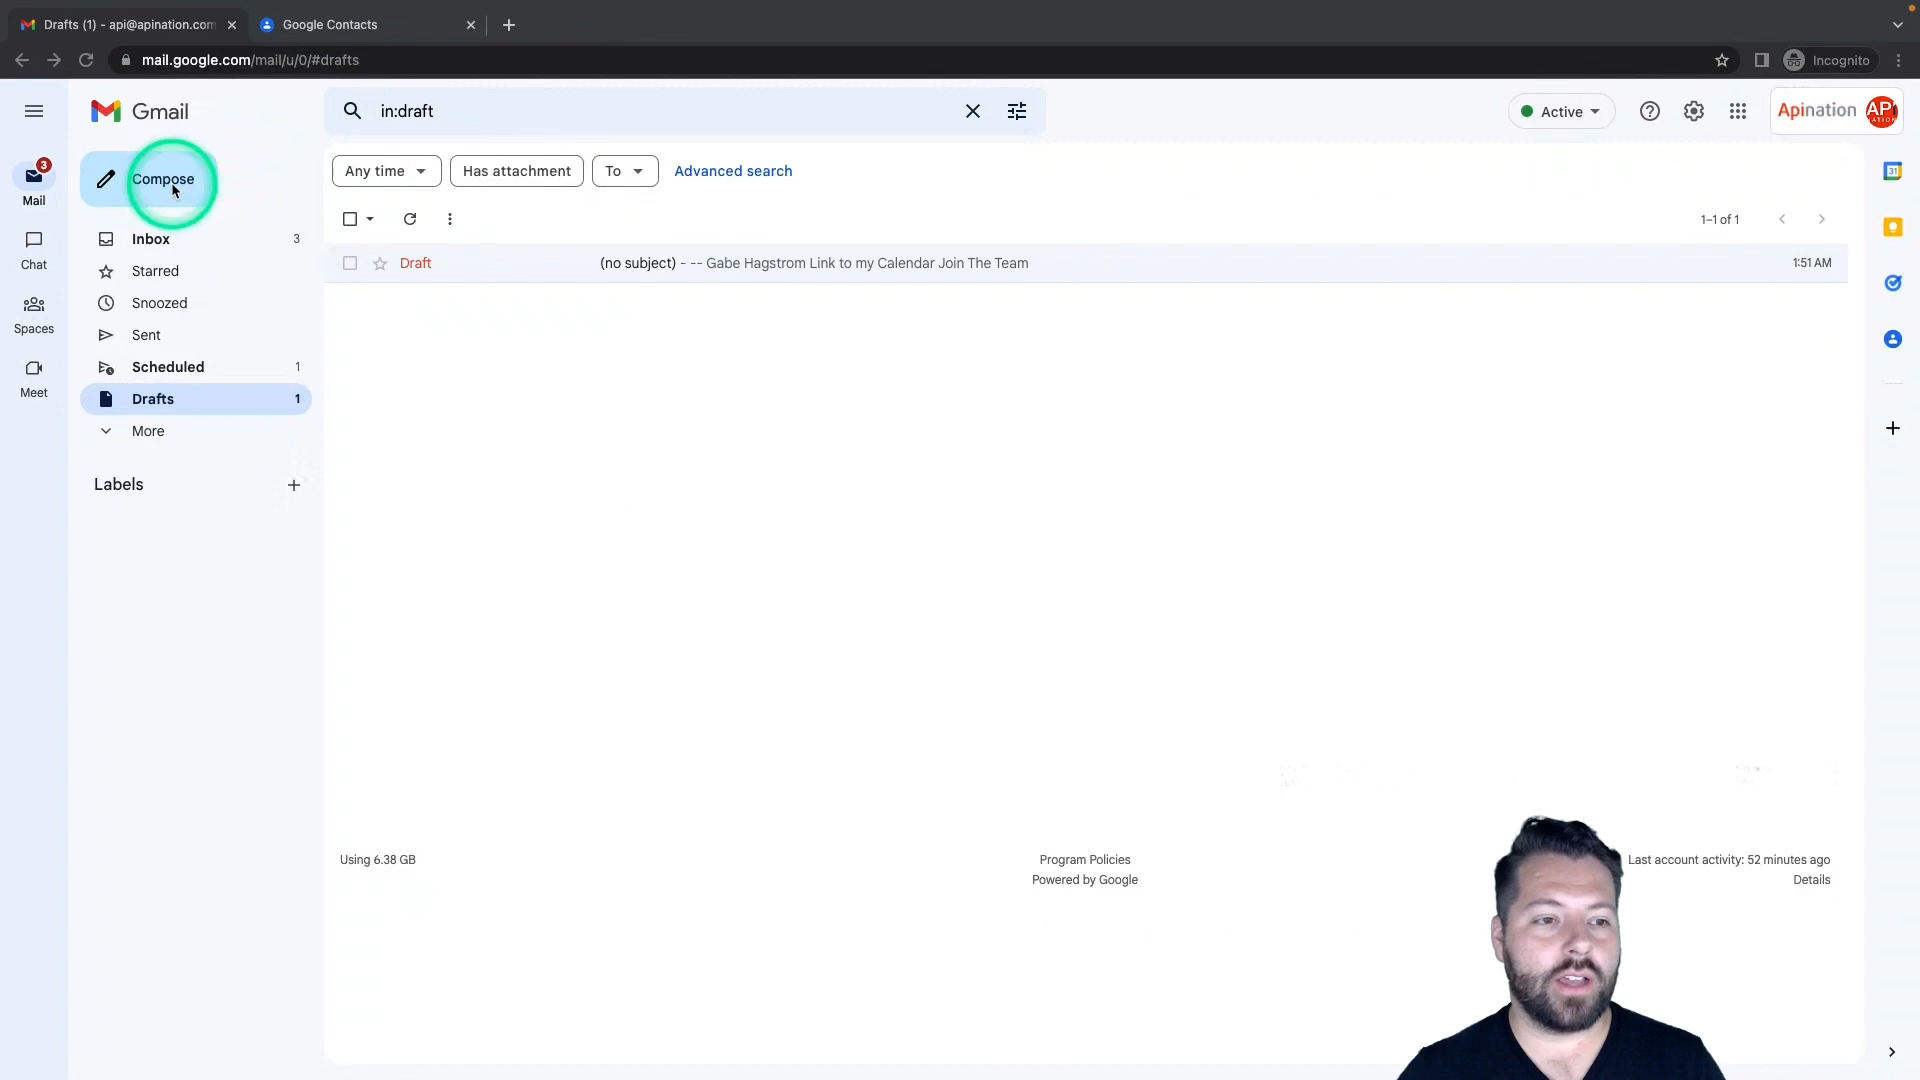 Drafts (1) - api@apination.com
Google Contacts
mail.google.com/mail/u/0/#drafts
Incognito
Gmail
in:draft
Active
Apination
API
NATION
Compose
Any time
Has attachment
To
Advanced search
3
Mail
1–1 of 1
Inbox 3
Draft
(no subject) - -- Gabe Hagstrom Link to my Calendar Join The Team
1:51 AM
Chat
Starred
Snoozed
Spaces
Sent
Scheduled 1
Meet
Drafts 1
More
Labels
31
Using 6.38 GB
Program Policies
Powered by Google
Last account activity: 52 minutes ago
Details